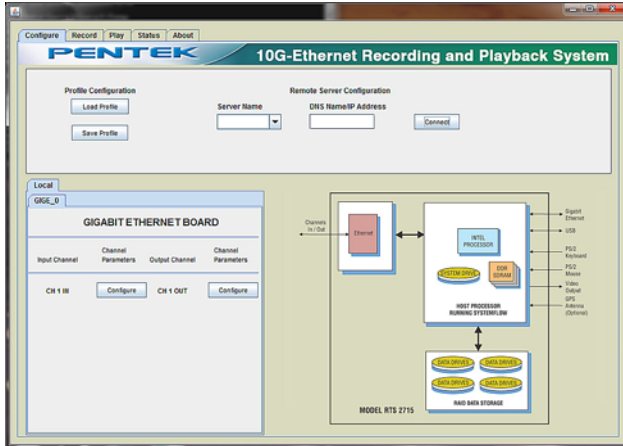 Configure Record Play Status About
PENTEK 10G-Ethernet Recording and Playback System
Profile Configuration
Load Profile
Save Profile
Remote Server Configuration
Server Name DNS Name/IP Address
Connect
Local
GIGE_0
GIGABIT ETHERNET BOARD
Input Channel Channel Parameters Output Channel Channel Parameters
CH 1 IN Configure CH 1 OUT Configure
Channels
In / Out
Ethernet
INTEL
PROCESSOR
SYSTEM DRIVE
DDR
SDRAM
HOST PROCESSOR
RUNNING SYSTEMFLOW
Gigabit
Ethernet
USB
PS/2
Keyboard
PS/2
Mouse
Video
Output
GPS
Antenna
(Optional)
DATA DRIVES DATA DRIVES
DATA DRIVES DATA DRIVES
RAID DATA STORAGE
MODEL RTS 2715